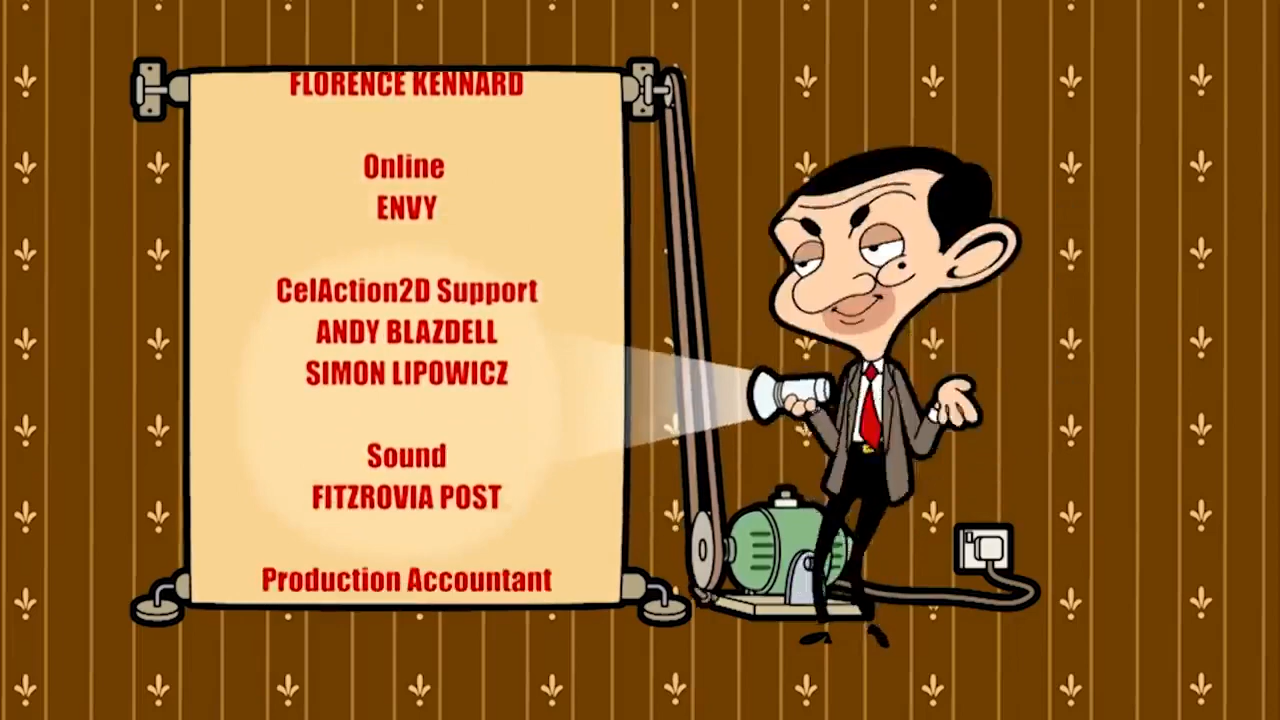 FLORENCE KENNARD
Online
ENVY
CelAction2D Support
ANDY BLAZDELL
SIMON LIPOWICZ
Sound
FITZROVIA POST
Production Accountant